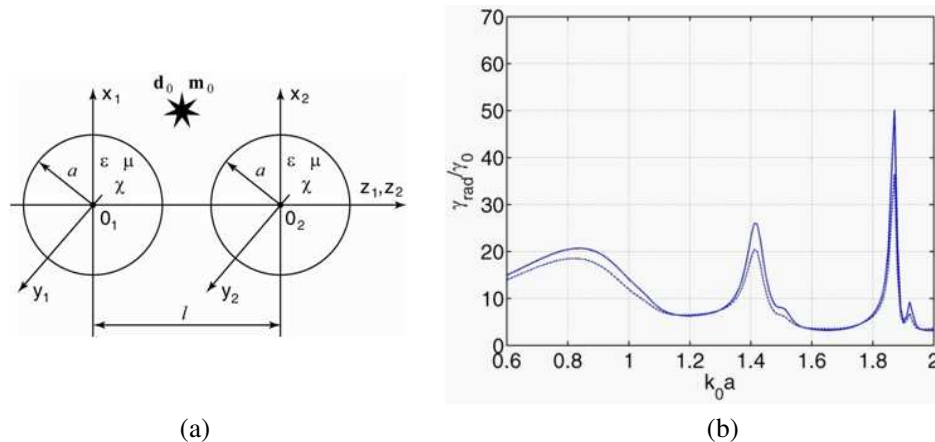 d₀ m₀
x₁ x₂
ε μ ε μ
a χ a χ
z₁,z₂
0₁ 0₂
y₁ y₂
l
(a)
70
60
50
40
30
20
10
0
γrad/γ₀
0.6 0.8 1 1.2 1.4 1.6 1.8 2
k₀a
(b)